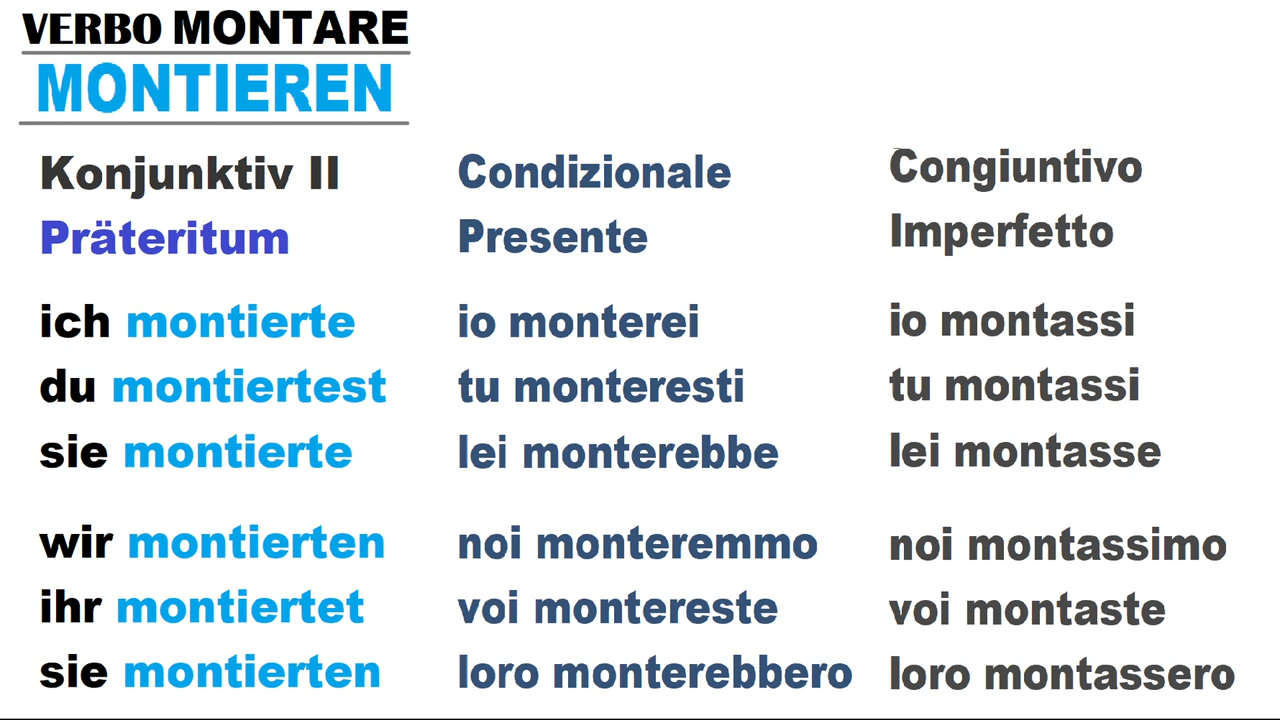 VERBO MONTARE
MONTIEREN
Konjunktiv II Condizionale Congiuntivo
Präteritum Presente Imperfetto
ich montierte io monterei io montassi
du montiertest tu monteresti tu montassi
sie montierte lei monterebbe lei montasse
wir montierten noi monteremmo noi montassimo
ihr montiertet voi montereste voi montaste
sie montierten loro monterebbero loro montassero